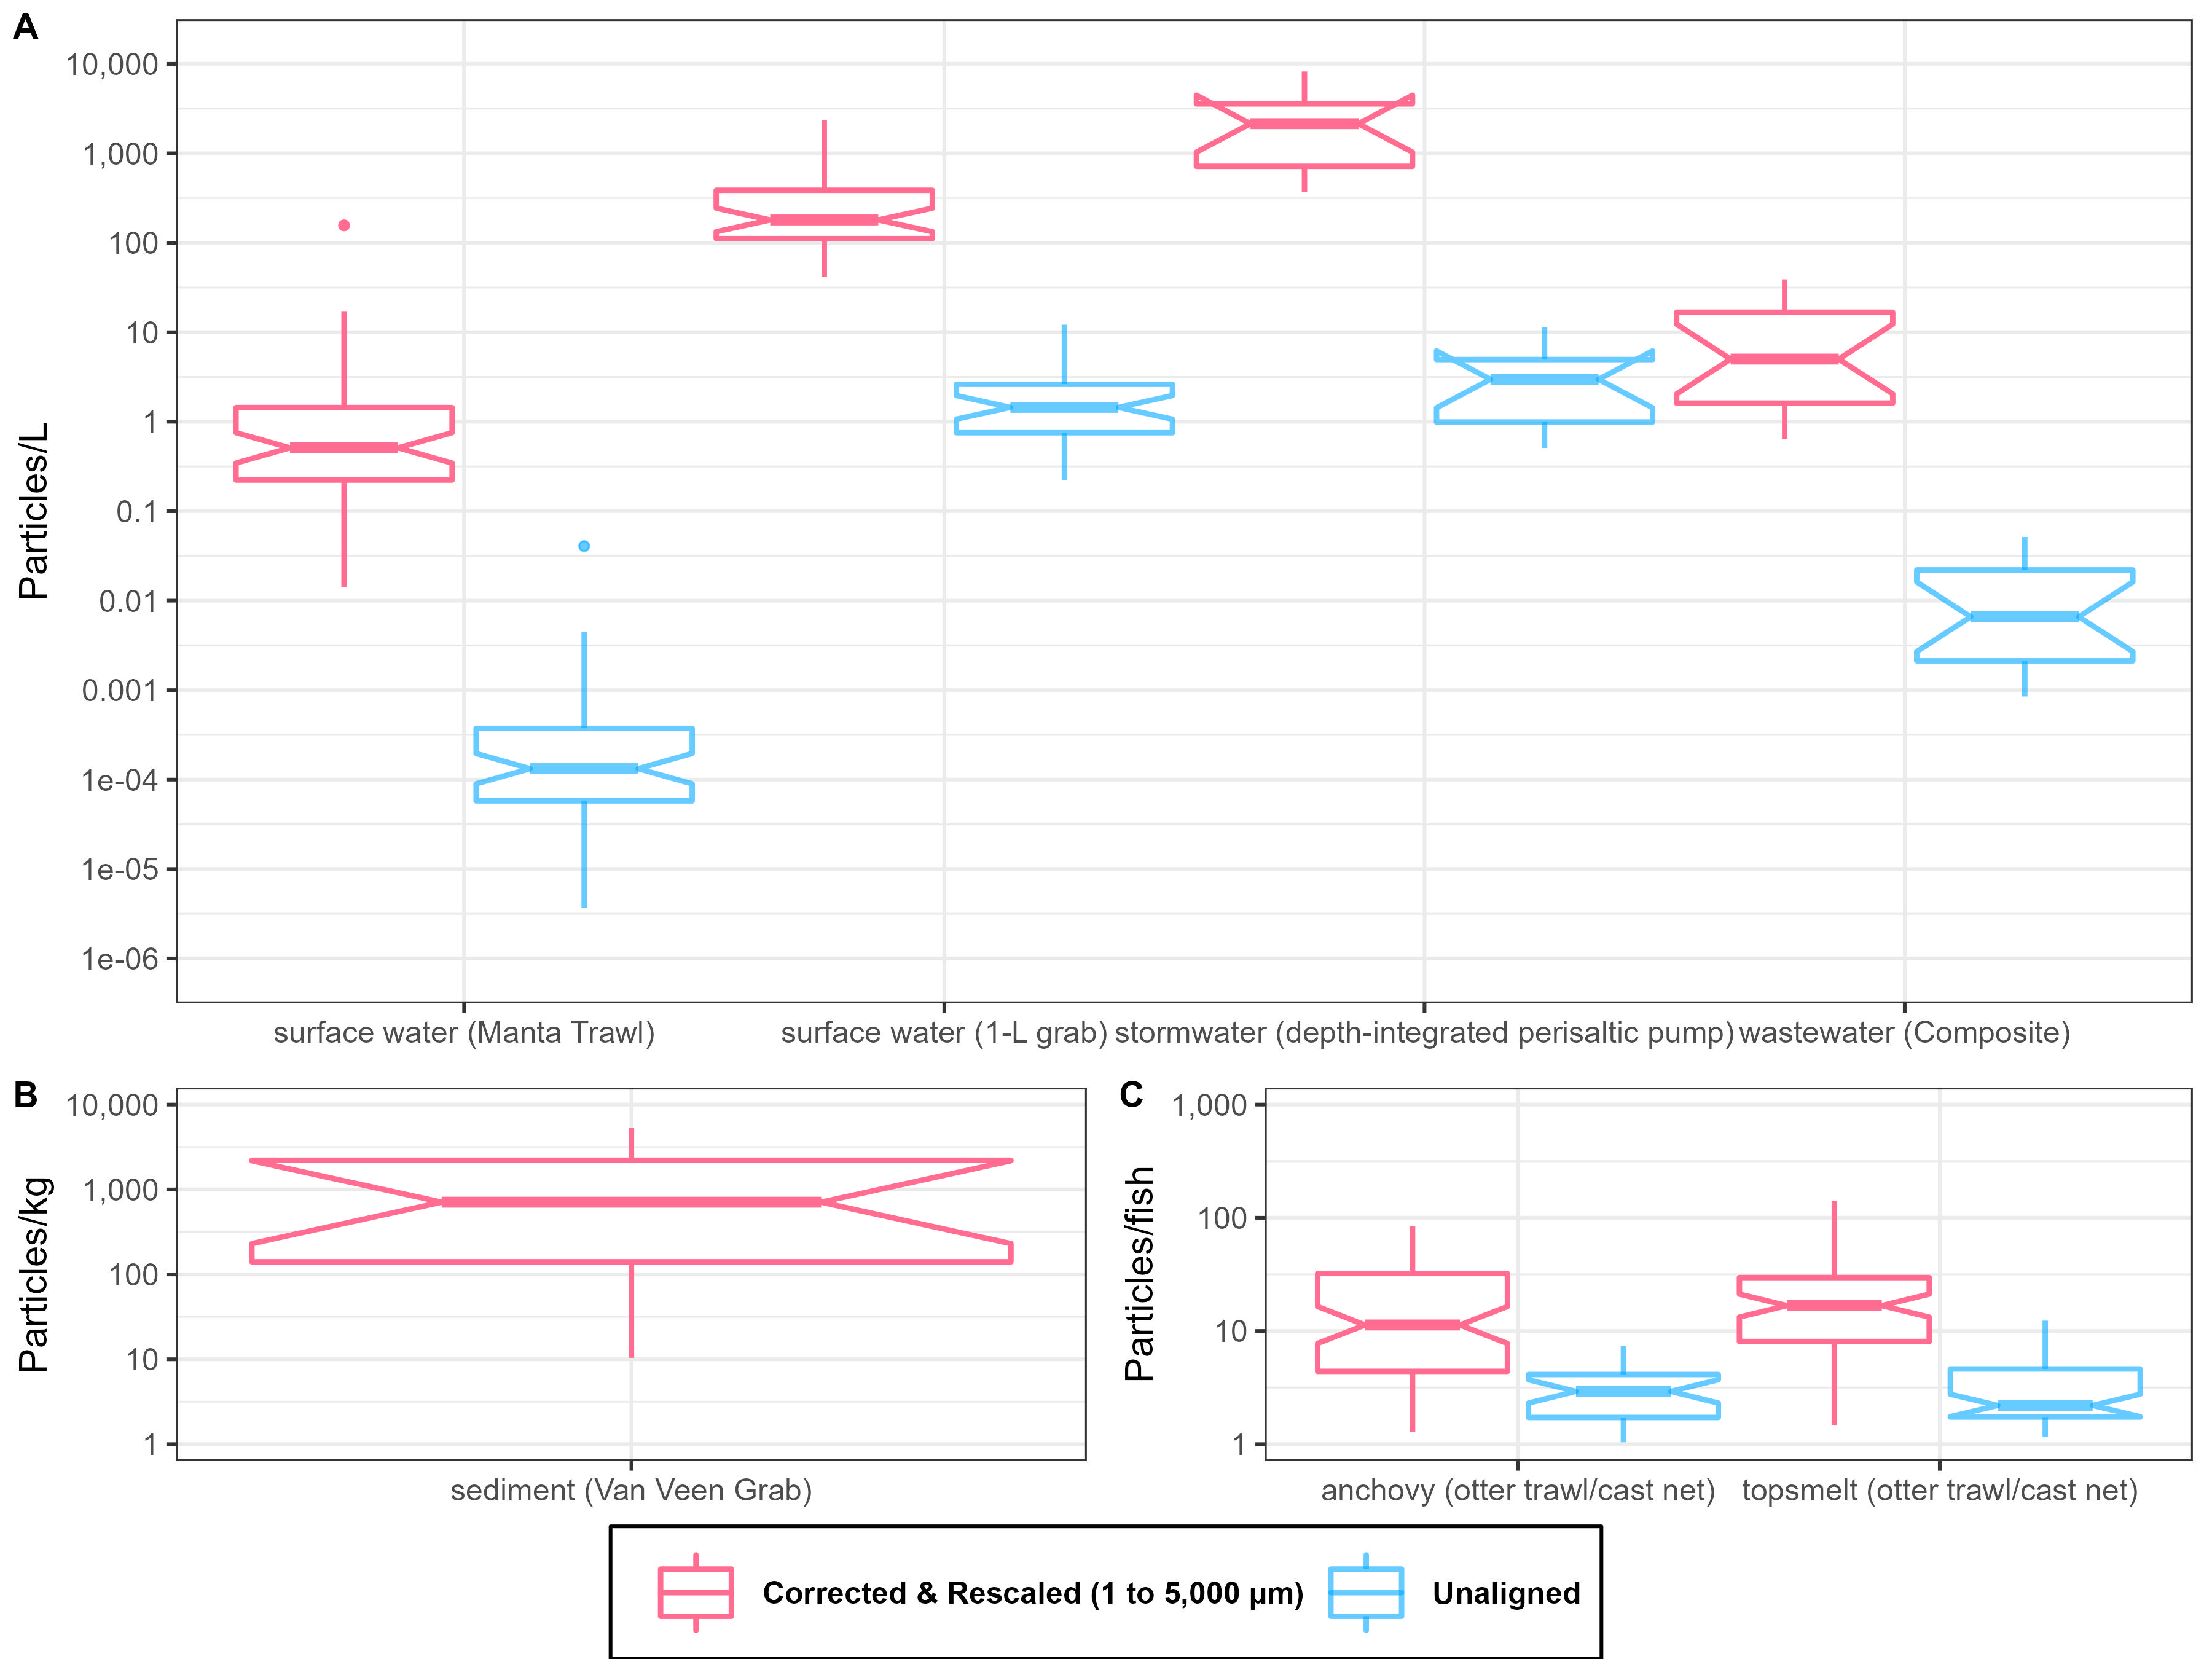 A
Particles/L
10,000
1,000
100
10
1
0.1
0.01
0.001
1e-04
1e-05
1e-06
surface water (Manta Trawl)
surface water (1-L grab)
stormwater (depth-integrated perisaltic pump)
wastewater (Composite)
B
Particles/kg
10,000
1,000
100
10
1
sediment (Van Veen Grab)
C
Particles/fish
1,000
100
10
1
anchovy (otter trawl/cast net)
topsmelt (otter trawl/cast net)
Corrected & Rescaled (1 to 5,000 µm)
Unaligned